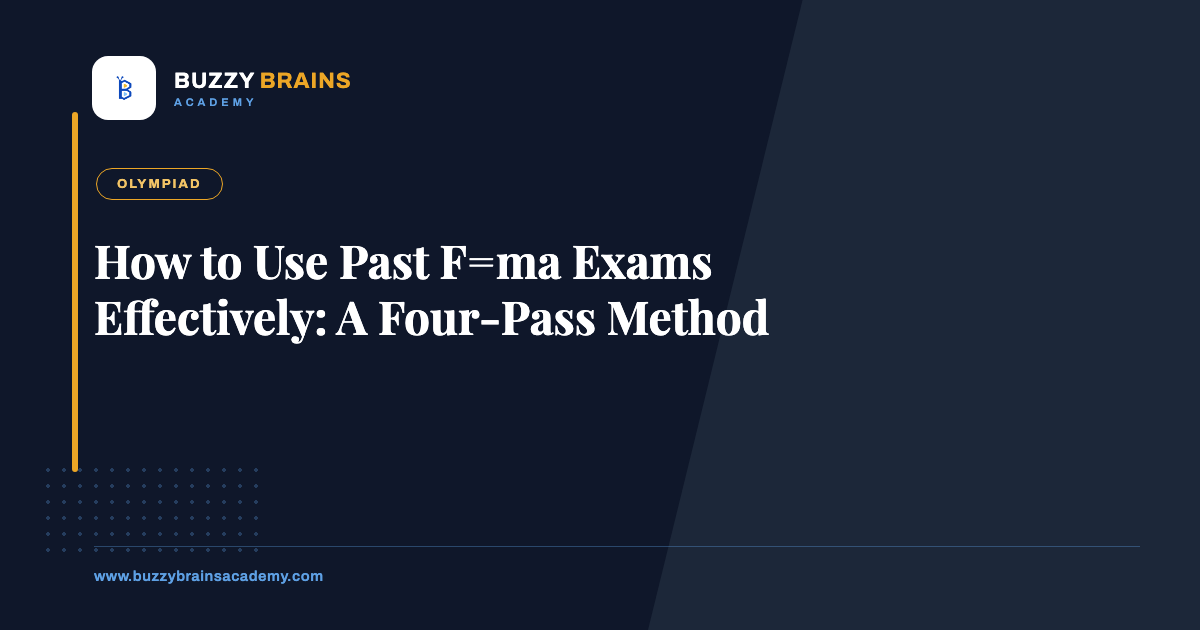 BUZZY BRAINS
ACADEMY
OLYMPIAD
How to Use Past F=ma Exams
Effectively: A Four-Pass Method
www.buzzybrainsacademy.com